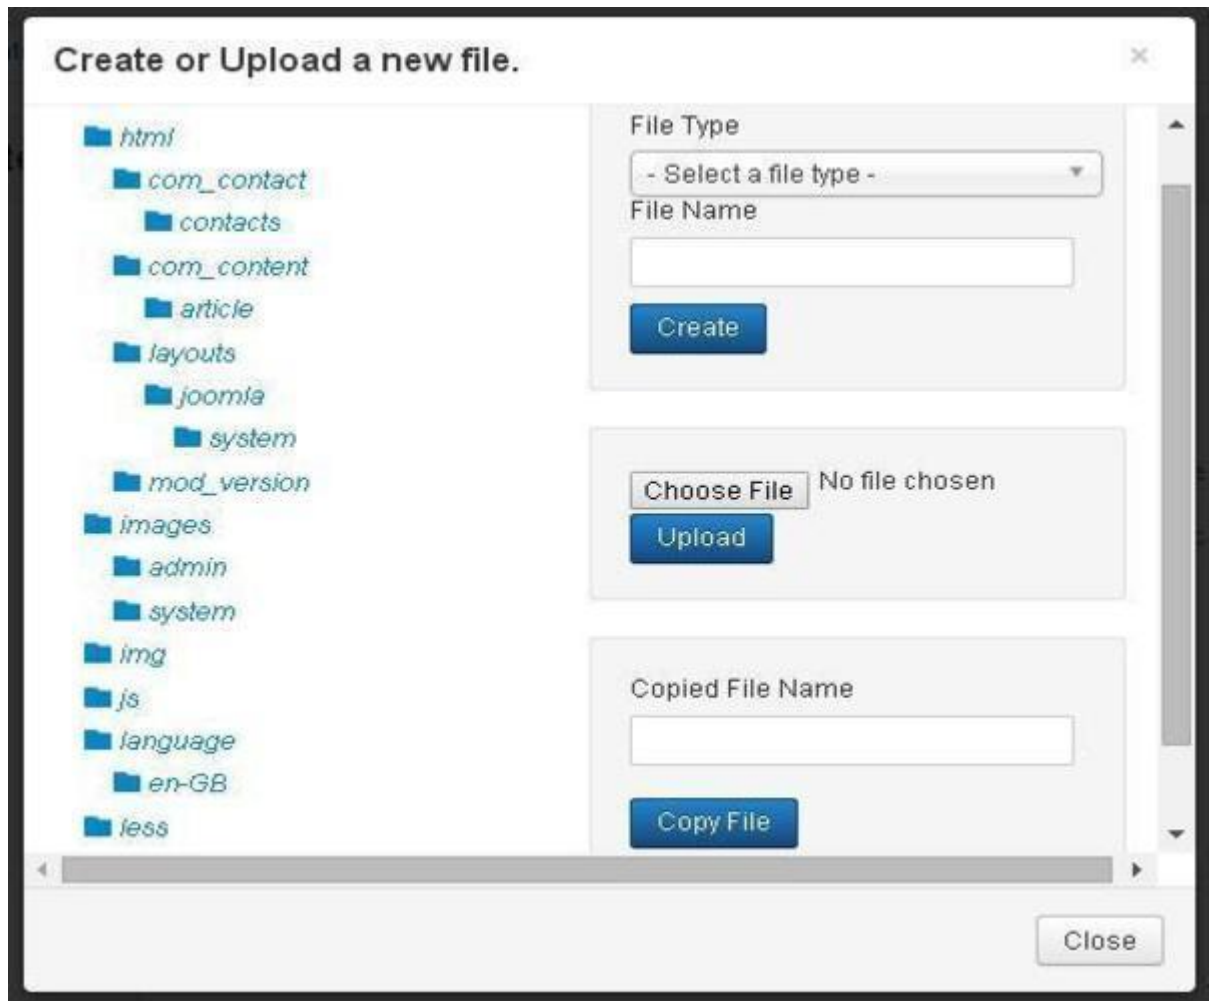 Create or Upload a new file.
×
html
com_contact
contacts
com_content
article
layouts
joomla
system
mod_version
images
admin
system
img
js
language
en-GB
less
File Type
- Select a file type -
File Name
Create
Choose File No file chosen
Upload
Copied File Name
Copy File
Close